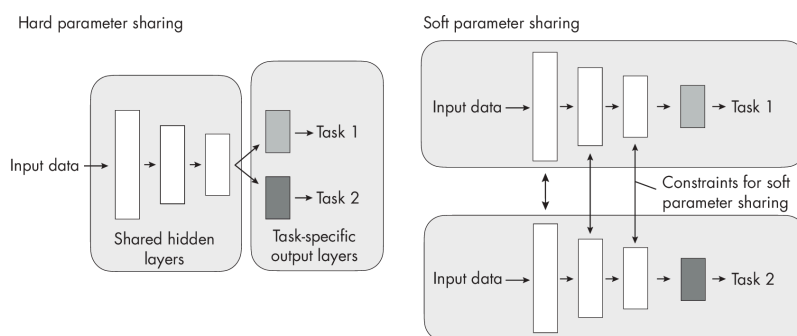 Hard parameter sharing
Input data
Task 1
Task 2
Shared hidden
layers
Task-specific
output layers
Soft parameter sharing
Input data
Task 1
Constraints for soft
parameter sharing
Input data
Task 2